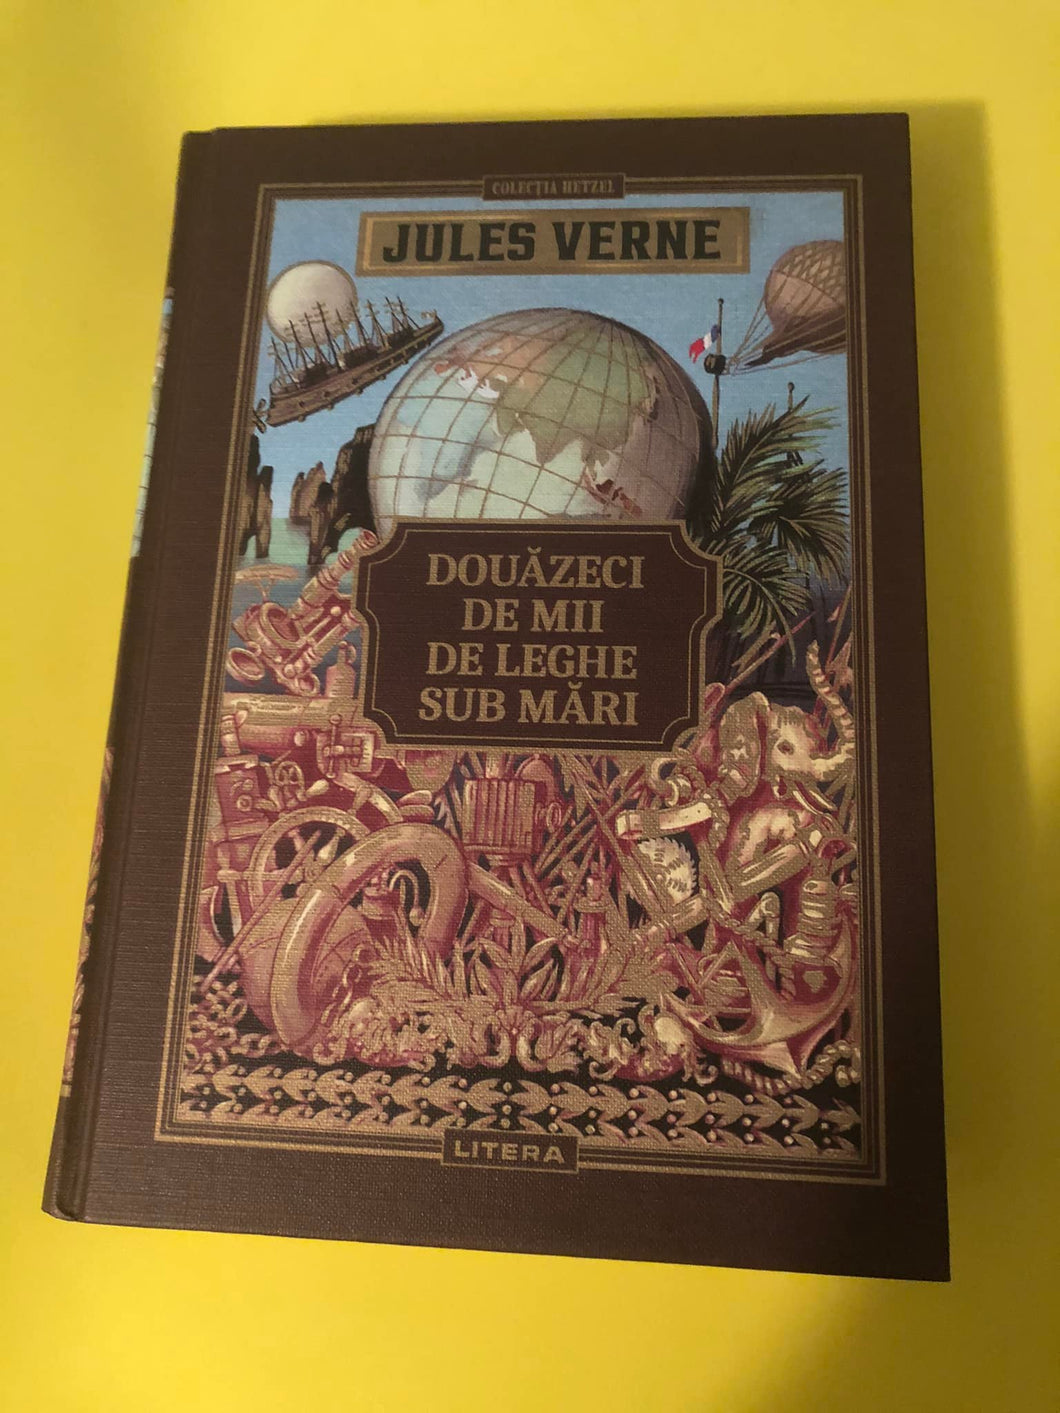 COLECȚIA HETZEL
JULES VERNE
DOUĂZECI
DE MII
DE LEGHE
SUB MĂRI
LITERA